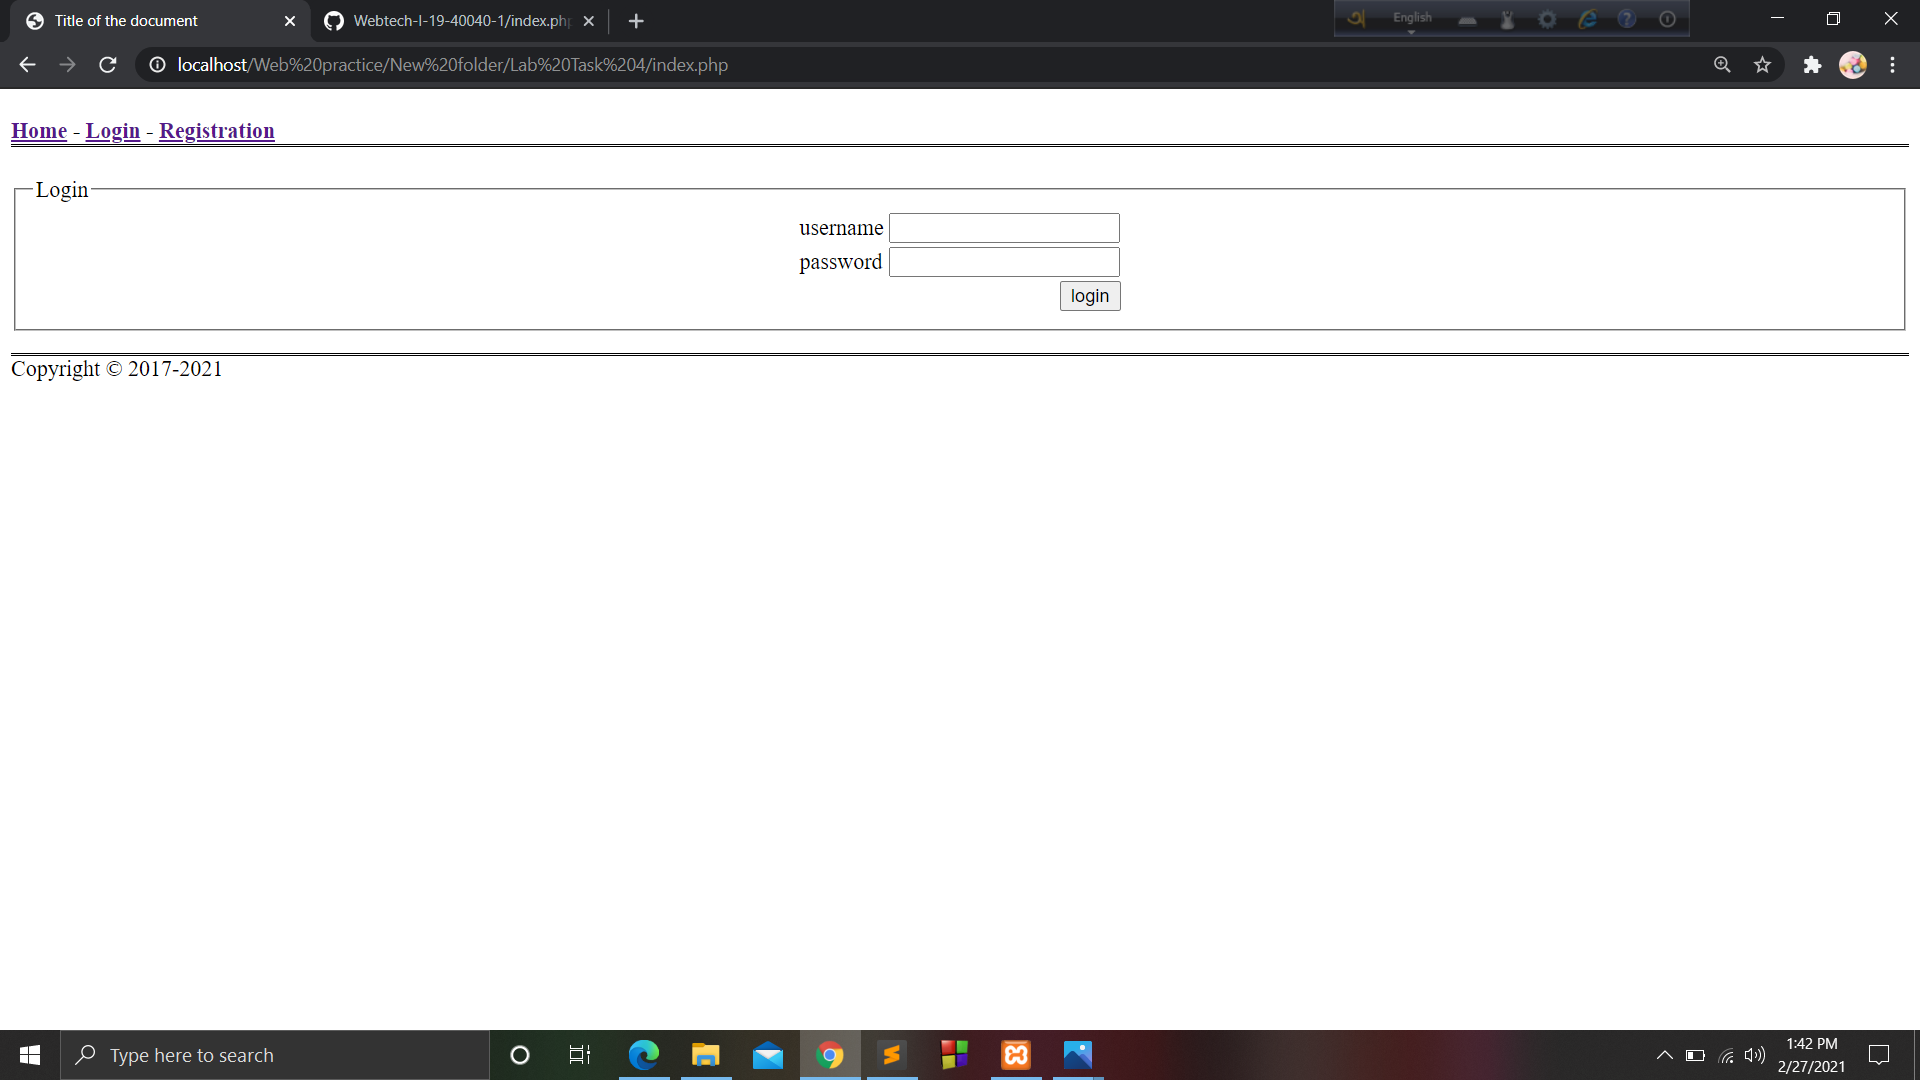 Title of the document
Webtech-I-19-40040-1/index.ph
অ English
localhost/Web%20practice/New%20folder/Lab%20Task%204/index.php
Home - Login - Registration
Login
username
password
login
Copyright © 2017-2021
Type here to search
1:42 PM
2/27/2021